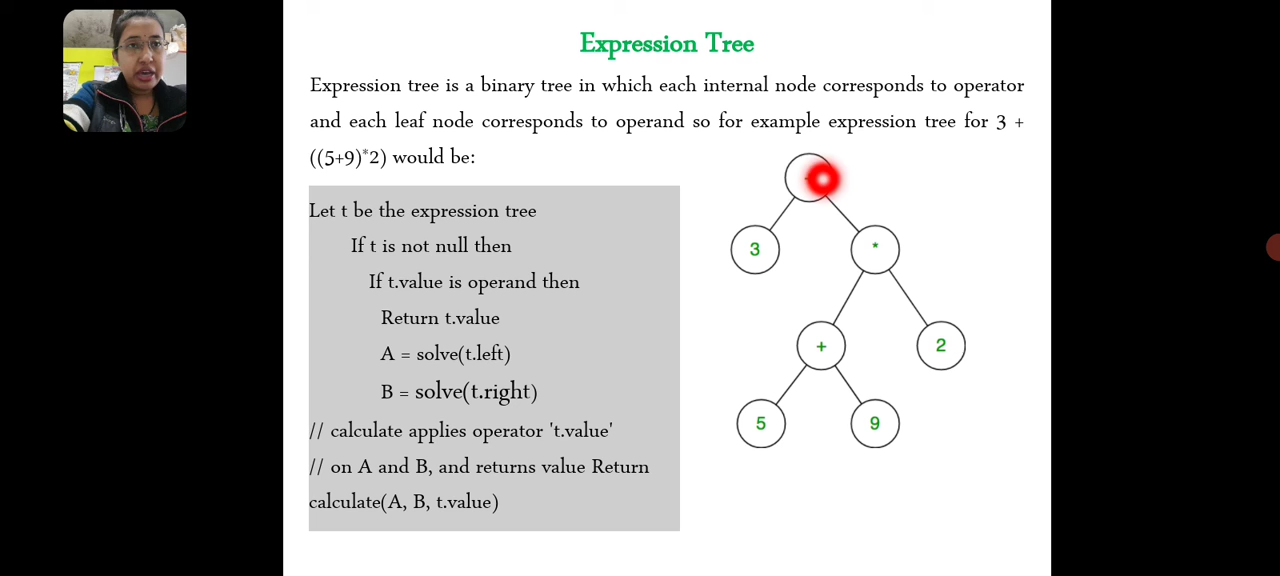 Expression Tree
Expression tree is a binary tree in which each internal node corresponds to operator
and each leaf node corresponds to operand so for example expression tree for 3 +
((5+9)*2) would be:
Let t be the expression tree
If t is not null then
If t.value is operand then
Return t.value
A = solve(t.left)
B = solve(t.right)
// calculate applies operator 't.value'
// on A and B, and returns value Return
calculate(A, B, t.value)
3
*
+
2
5
9